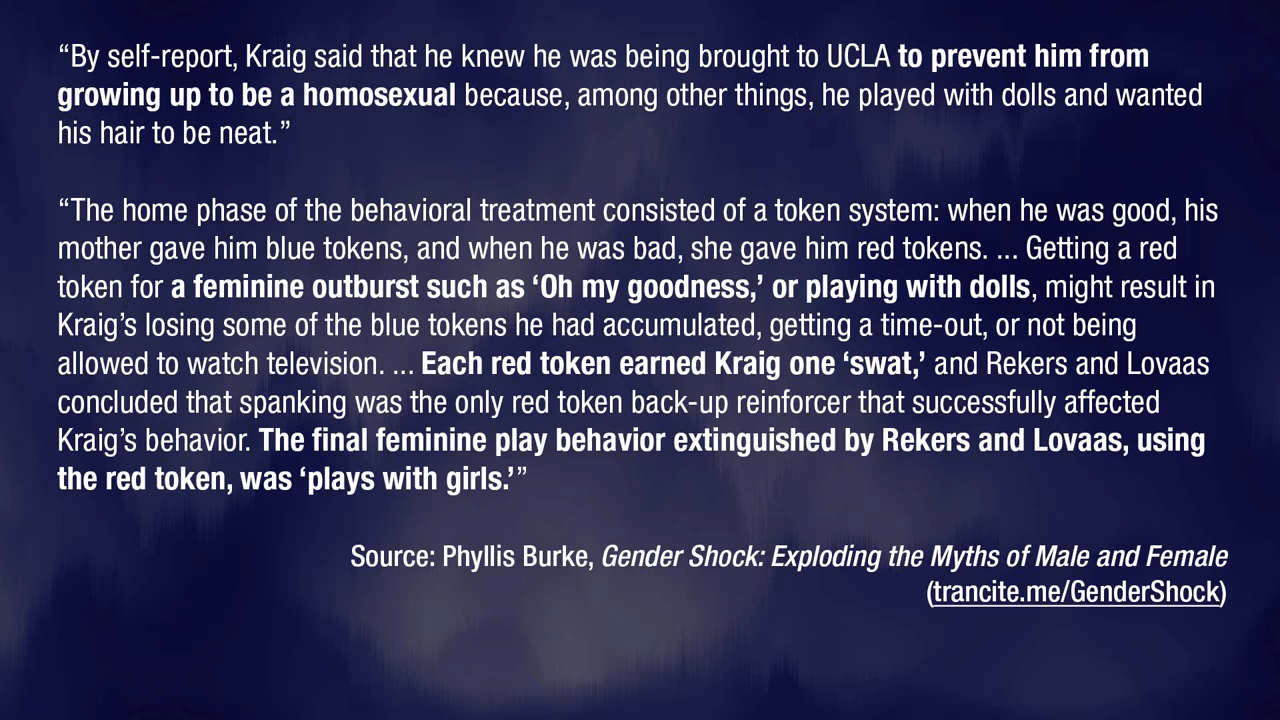 “By self-report, Kraig said that he knew he was being brought to UCLA to prevent him from
growing up to be a homosexual because, among other things, he played with dolls and wanted
his hair to be neat.”
“The home phase of the behavioral treatment consisted of a token system: when he was good, his
mother gave him blue tokens, and when he was bad, she gave him red tokens. ... Getting a red
token for a feminine outburst such as ‘Oh my goodness,’ or playing with dolls, might result in
Kraig’s losing some of the blue tokens he had accumulated, getting a time-out, or not being
allowed to watch television. ... Each red token earned Kraig one ‘swat,’ and Rekers and Lovaas
concluded that spanking was the only red token back-up reinforcer that successfully affected
Kraig’s behavior. The final feminine play behavior extinguished by Rekers and Lovaas, using
the red token, was ‘plays with girls.’”
Source: Phyllis Burke, Gender Shock: Exploding the Myths of Male and Female
(trancite.me/GenderShock)